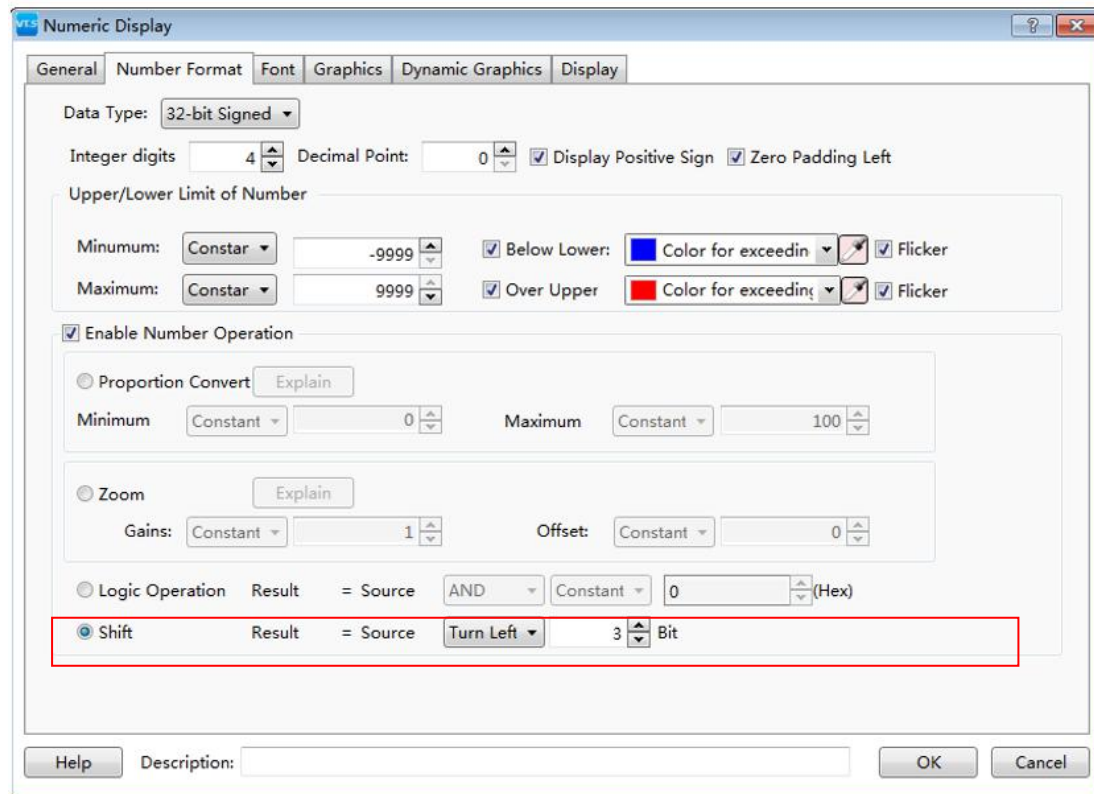 VTS Numeric Display ?
General Number Format Font Graphics Dynamic Graphics Display
Data Type: 32-bit Signed
Integer digits 4 Decimal Point: 0 Display Positive Sign Zero Padding Left
Upper/Lower Limit of Number
Minumum: Constar -9999 Below Lower: Color for exceedin Flicker
Maximum: Constar 9999 Over Upper Color for exceeding Flicker
Enable Number Operation
Proportion Convert Explain
Minimum Constant 0 Maximum Constant 100
Zoom Explain
Gains: Constant 1 Offset: Constant 0
Logic Operation Result = Source AND Constant 0 (Hex)
Shift Result = Source Turn Left 3 Bit
Help Description: OK Cancel